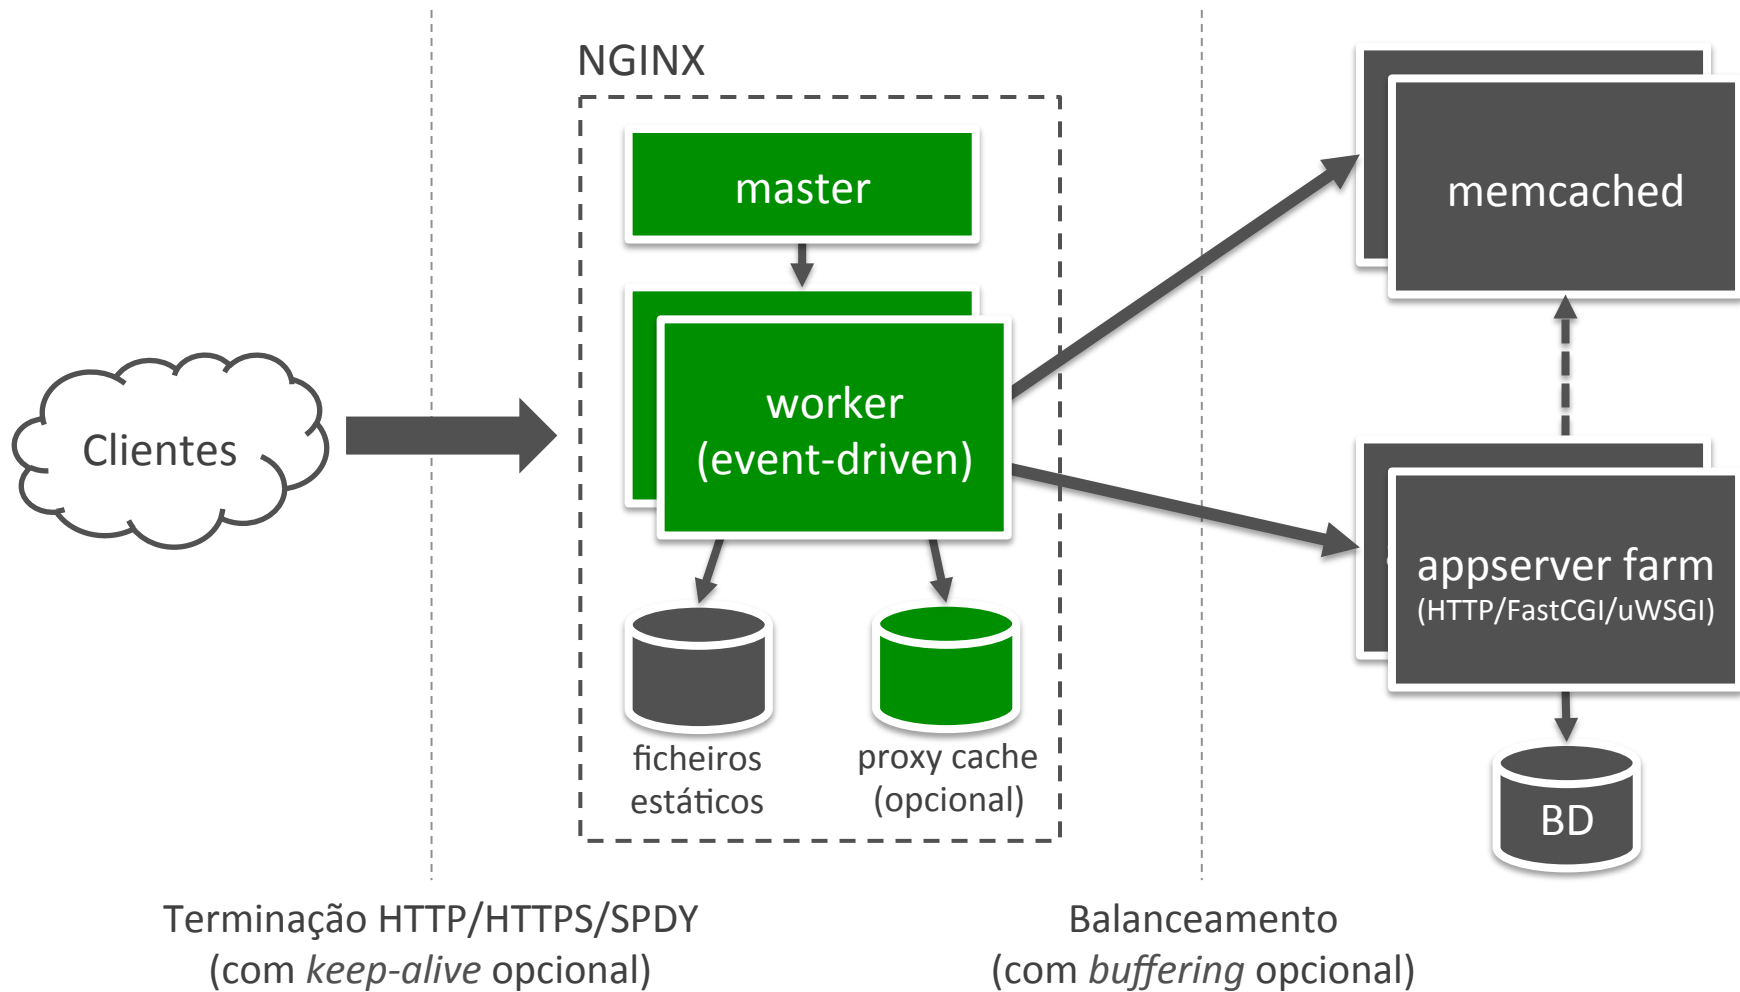 NGINX
master
worker
(event-driven)
Clientes
ficheiros
estáticos
proxy cache
(opcional)
memcached
appserver farm
(HTTP/FastCGI/uWSGI)
BD
Terminação HTTP/HTTPS/SPDY
(com keep-alive opcional)
Balanceamento
(com buffering opcional)